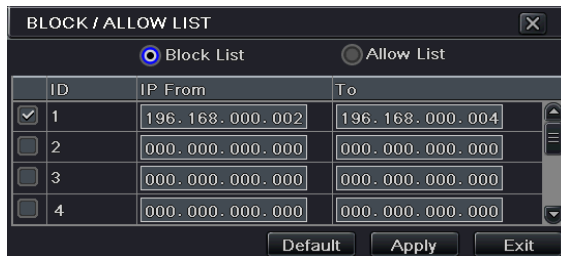 BLOCK / ALLOW LIST
Block List Allow List
ID IP From To
1 196.168.000.002 196.168.000.004
2 000.000.000.000 000.000.000.000
3 000.000.000.000 000.000.000.000
4 000.000.000.000 000.000.000.000
Default Apply Exit